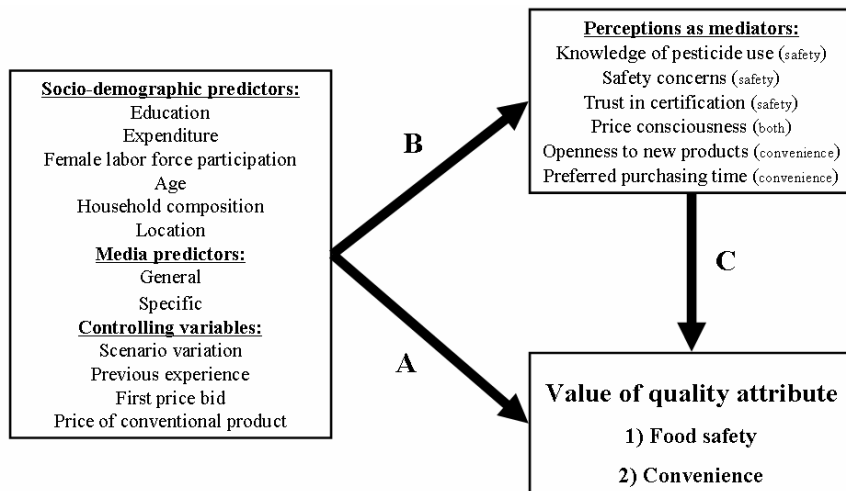 Socio-demographic predictors:
Education
Expenditure
Female labor force participation
Age
Household composition
Location
Media predictors:
General
Specific
Controlling variables:
Scenario variation
Previous experience
First price bid
Price of conventional product
B
A
Perceptions as mediators:
Knowledge of pesticide use (safety)
Safety concerns (safety)
Trust in certification (safety)
Price consciousness (both)
Openness to new products (convenience)
Preferred purchasing time (convenience)
C
Value of quality attribute
1) Food safety
2) Convenience